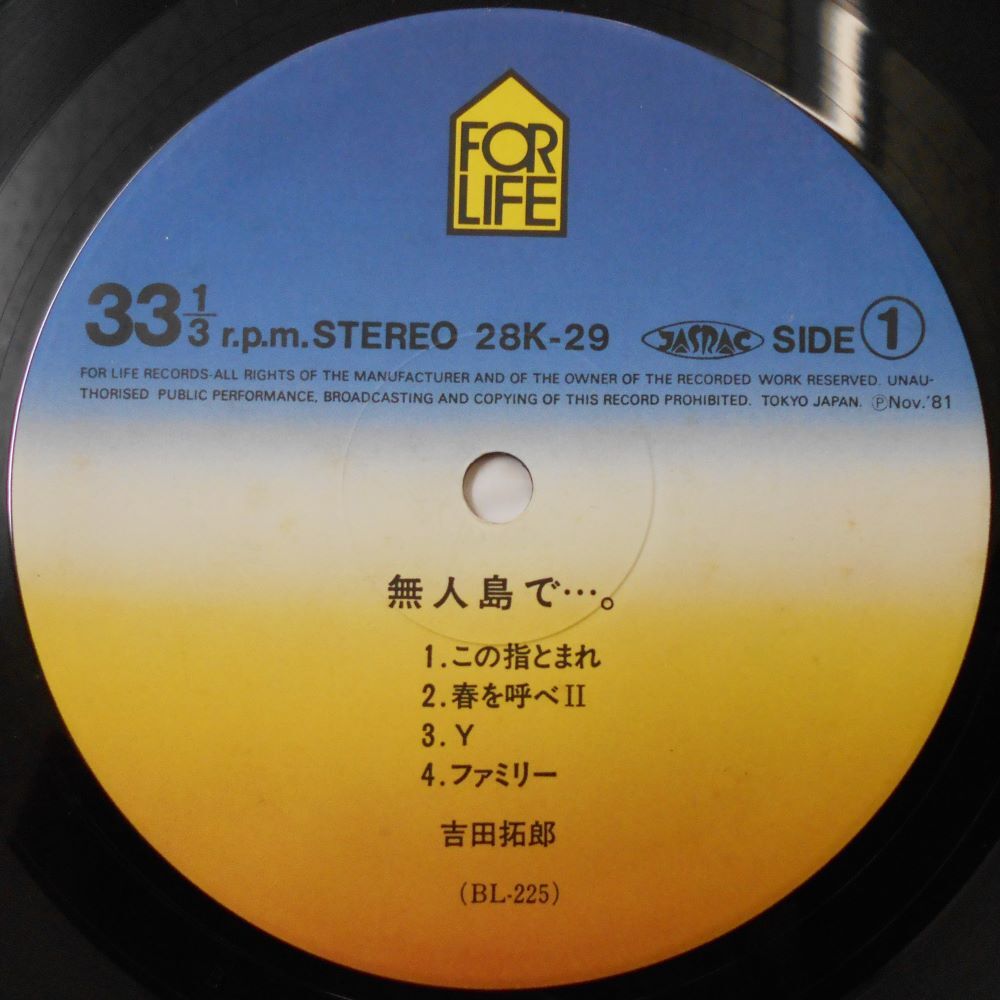 FOR
LIFE
33 1/3 r.p.m. STEREO 28K-29 JASRAC SIDE 1
FOR LIFE RECORDS·ALL RIGHTS OF THE MANUFACTURER AND OF THE OWNER OF THE RECORDED WORK RESERVED. UNAU-
THORISED PUBLIC PERFORMANCE, BROADCASTING AND COPYING OF THIS RECORD PROHIBITED. TOKYO JAPAN. ⓅNov.'81
無人島で…。
1.この指とまれ
2.春を呼べII
3.Y
4.ファミリー
吉田拓郎
(BL-225)